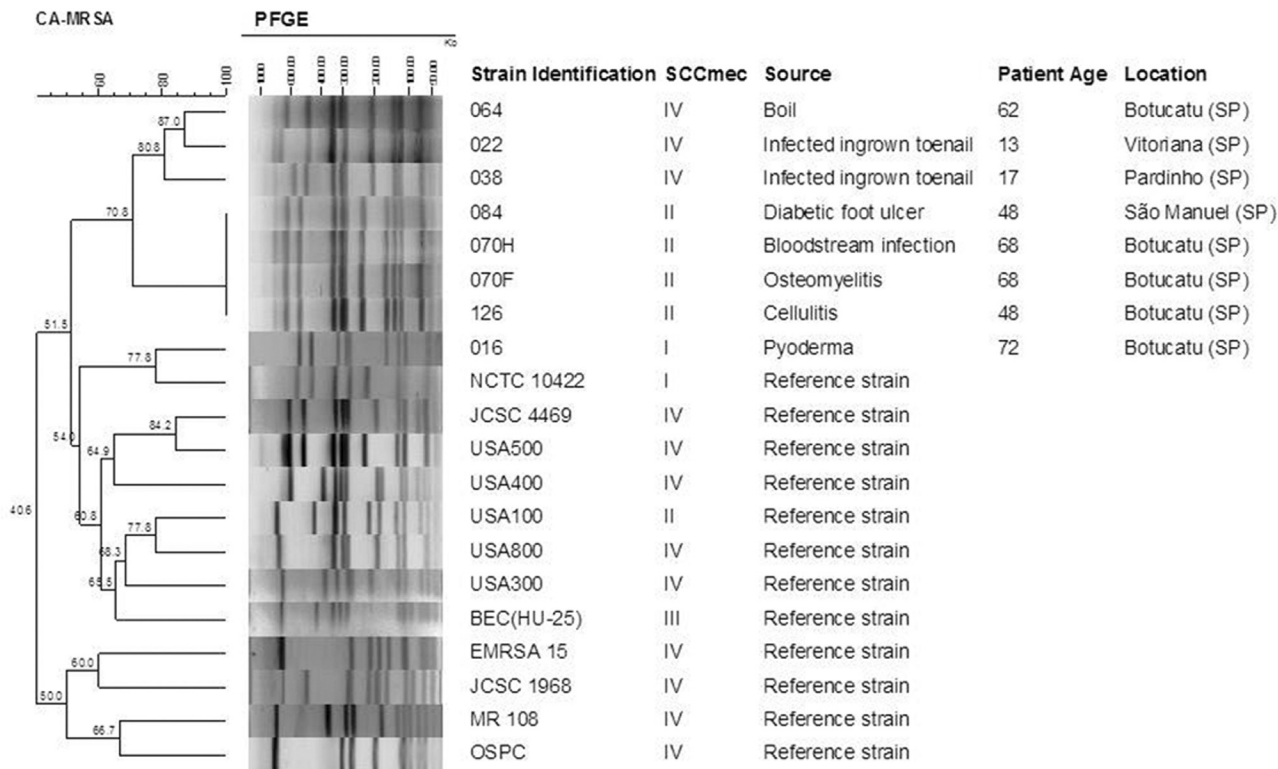 CA-MRSA PFGE
Kb
60 80 100
Strain Identification SCCmec Source Patient Age Location
064 IV Boil 62 Botucatu (SP)
87.0
022 IV Infected ingrown toenail 13 Vitoriana (SP)
80.8
038 IV Infected ingrown toenail 17 Pardinho (SP)
70.8
084 II Diabetic foot ulcer 48 São Manuel (SP)
070H II Bloodstream infection 68 Botucatu (SP)
070F II Osteomyelitis 68 Botucatu (SP)
126 II Cellulitis 48 Botucatu (SP)
51.5
016 I Pyoderma 72 Botucatu (SP)
77.8
NCTC 10422 I Reference strain
JCSC 4469 IV Reference strain
84.2
54.0
USA500 IV Reference strain
64.9
USA400 IV Reference strain
40.6
60.8
USA100 II Reference strain
77.8
USA800 IV Reference strain
68.3
USA300 IV Reference strain
65.5
BEC(HU-25) III Reference strain
EMRSA 15 IV Reference strain
60.0
JCSC 1968 IV Reference strain
50.0
MR 108 IV Reference strain
66.7
OSPC IV Reference strain